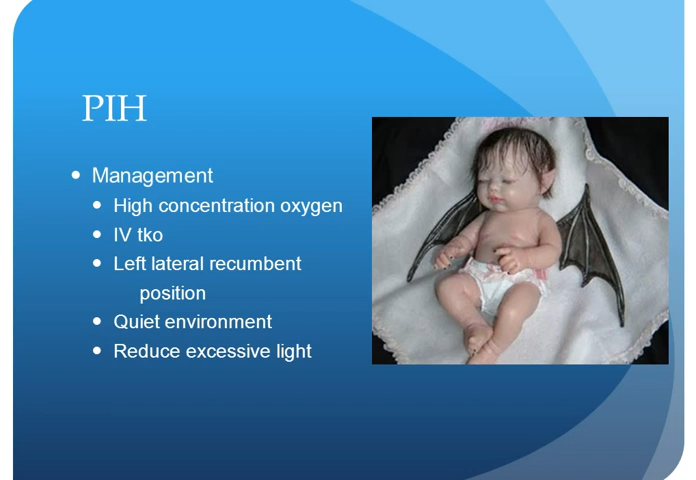 PIH
Management
High concentration oxygen
IV tko
Left lateral recumbent
position
Quiet environment
Reduce excessive light